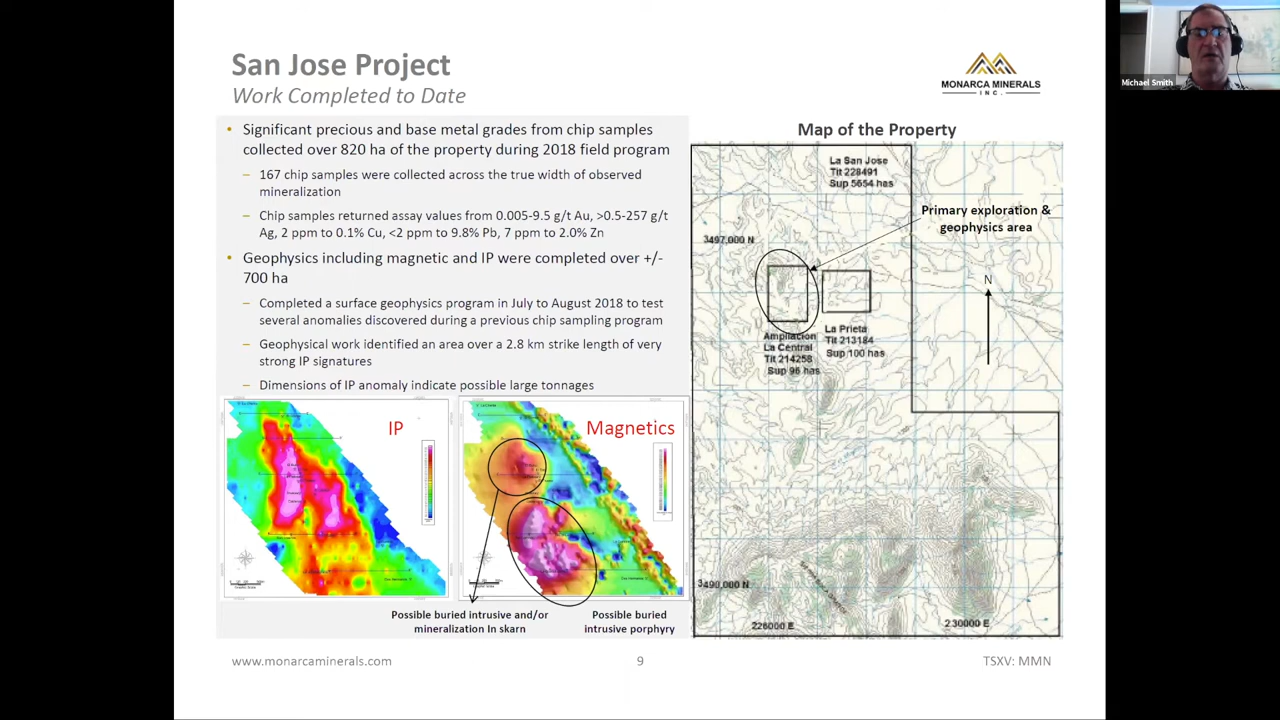 San Jose Project
Work Completed to Date
MONARCA MINERALS
INC.
Michael Smith
• Significant precious and base metal grades from chip samples
collected over 820 ha of the property during 2018 field program
– 167 chip samples were collected across the true width of observed
mineralization
– Chip samples returned assay values from 0.005-9.5 g/t Au, >0.5-257 g/t
Ag, 2 ppm to 0.1% Cu, <2 ppm to 9.8% Pb, 7 ppm to 2.0% Zn
• Geophysics including magnetic and IP were completed over +/-
700 ha
– Completed a surface geophysics program in July to August 2018 to test
several anomalies discovered during a previous chip sampling program
– Geophysical work identified an area over a 2.8 km strike length of very
strong IP signatures
– Dimensions of IP anomaly indicate possible large tonnages
IP
Magnetics
Possible buried intrusive and/or
mineralization In skarn
Possible buried
intrusive porphyry
Map of the Property
La San Jose
Tit 228491
Sup 5654 has
Primary exploration &
geophysics area
3497,000 N
N
Ampliacion
La Central
Tit 214258
Sup 96 has
La Prieta
Tit 213184
Sup 100 has
3490,000 N
226000 E
230000 E
www.monarcaminerals.com
9
TSXV: MMN